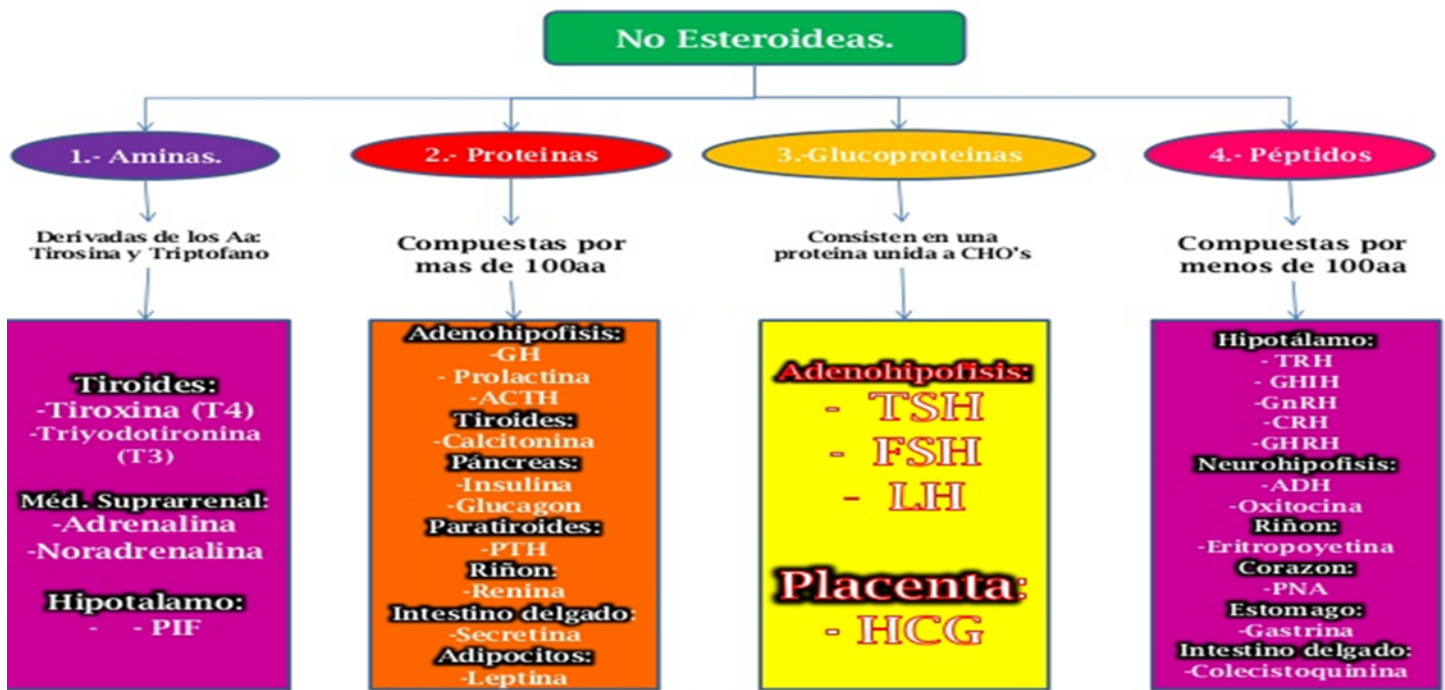 No Esteroideas.
1.- Aminas.
Derivadas de los Aa:
Tirosina y Triptofano
Tiroides:
-Tiroxina (T4)
-Triyodotironina
(T3)
Méd. Suprarrenal:
-Adrenalina
-Noradrenalina
Hipotalamo:
- - PIF
2.- Proteinas
Compuestas por
mas de 100aa
Adenohipofisis:
-GH
- Prolactina
-ACTH
Tiroides:
-Calcitonina
Páncreas:
-Insulina
-Glucagon
Paratiroides:
-PTH
Riñon:
-Renina
Intestino delgado:
-Secretina
Adipocitos:
-Leptina
3.-Glucoproteinas
Consisten en una
proteina unida a CHO's
Adenohipofisis:
- TSH
- FSH
- LH
Placenta:
- HCG
4.- Péptidos
Compuestas por
menos de 100aa
Hipotálamo:
- TRH
- GHIH
-GnRH
-CRH
-GHRH
Neurohipofisis:
-ADH
-Oxitocina
Riñon:
-Eritropoyetina
Corazon:
-PNA
Estomago:
-Gastrina
Intestino delgado:
-Colecistoquinina